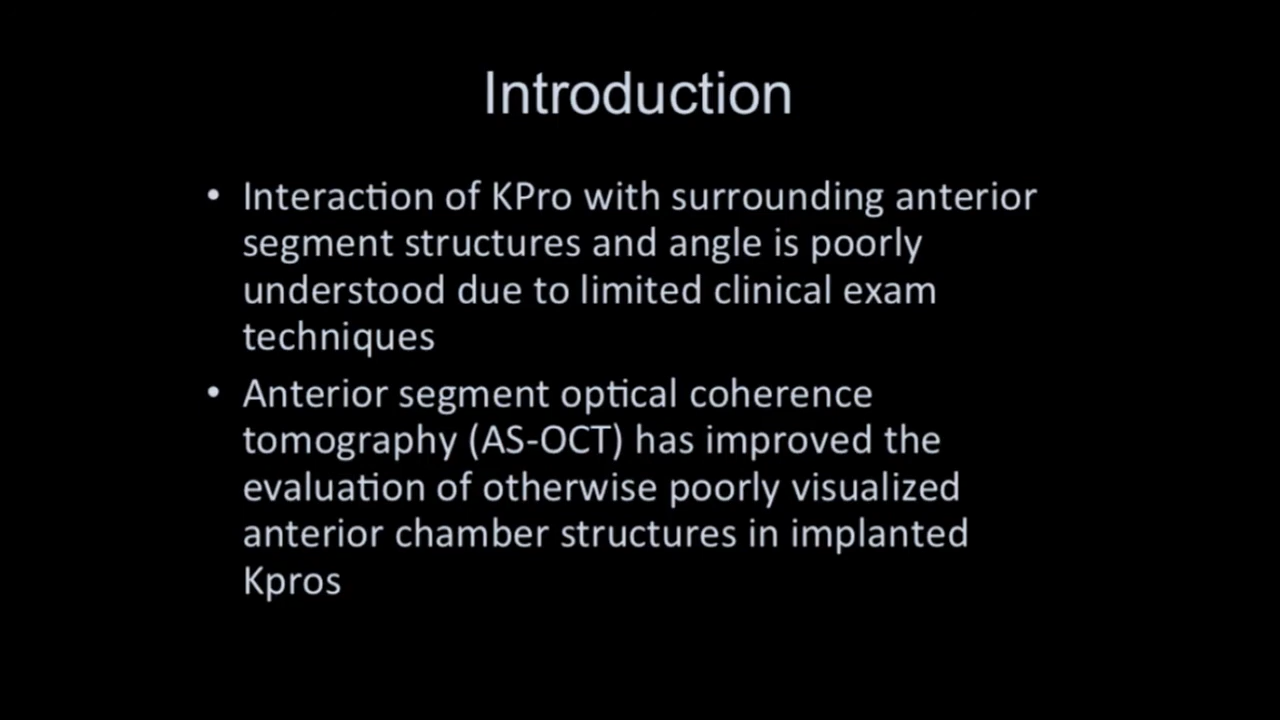 Introduction
• Interaction of KPro with surrounding anterior
segment structures and angle is poorly
understood due to limited clinical exam
techniques
• Anterior segment optical coherence
tomography (AS-OCT) has improved the
evaluation of otherwise poorly visualized
anterior chamber structures in implanted
Kpros